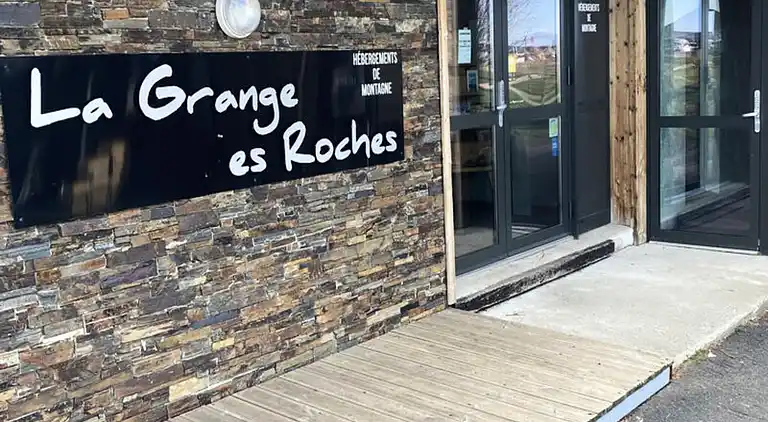 La Grange
es Roches
HÉBERGEMENTS
DE
MONTAGNE
HÉBERGEMENTS
DE
MONTAGNE